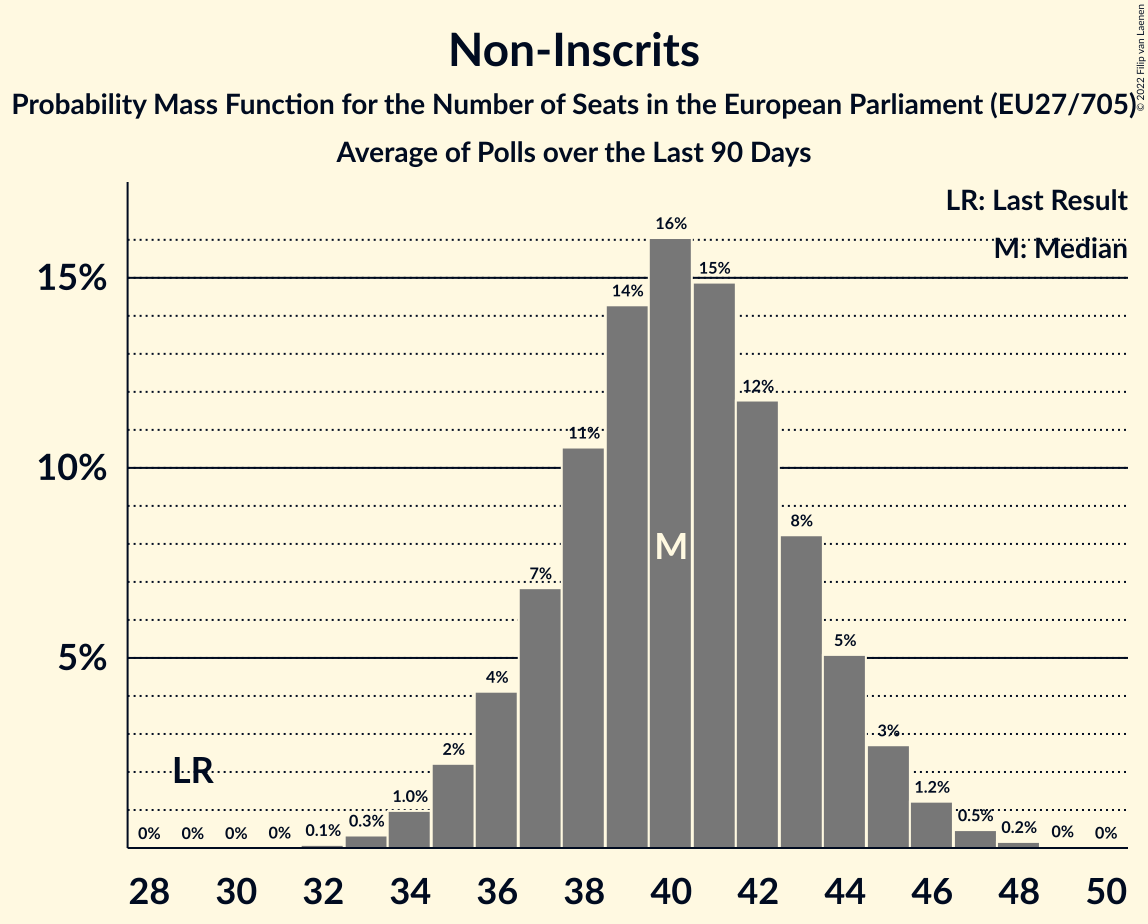 Non-Inscrits
Probability Mass Function for the Number of Seats in the European Parliament (EU27/705)
Average of Polls over the Last 90 Days
© 2022 Filip van Laenen
LR: Last Result
M: Median
15%
10%
5%
0% 0% 0% 0% 0.1% 0.3% 1.0% 2% 4% 7% 11% 14% 16% 15% 12% 8% 5% 3% 1.2% 0.5% 0.2% 0% 0%
LR
M
28 30 32 34 36 38 40 42 44 46 48 50